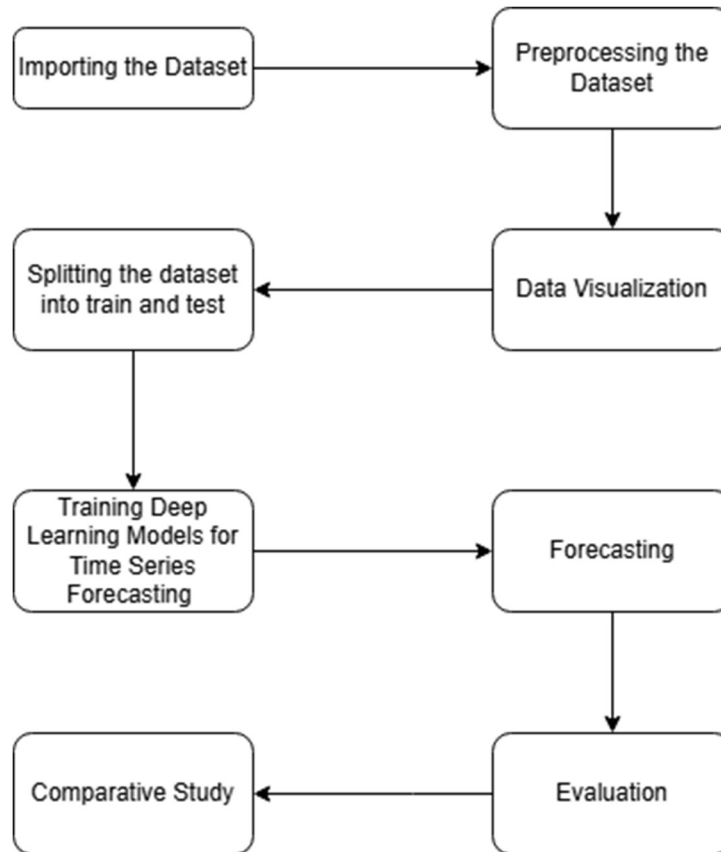 Importing the Dataset
Preprocessing the
Dataset
Data Visualization
Splitting the dataset
into train and test
Training Deep
Learning Models for
Time Series
Forecasting
Forecasting
Evaluation
Comparative Study